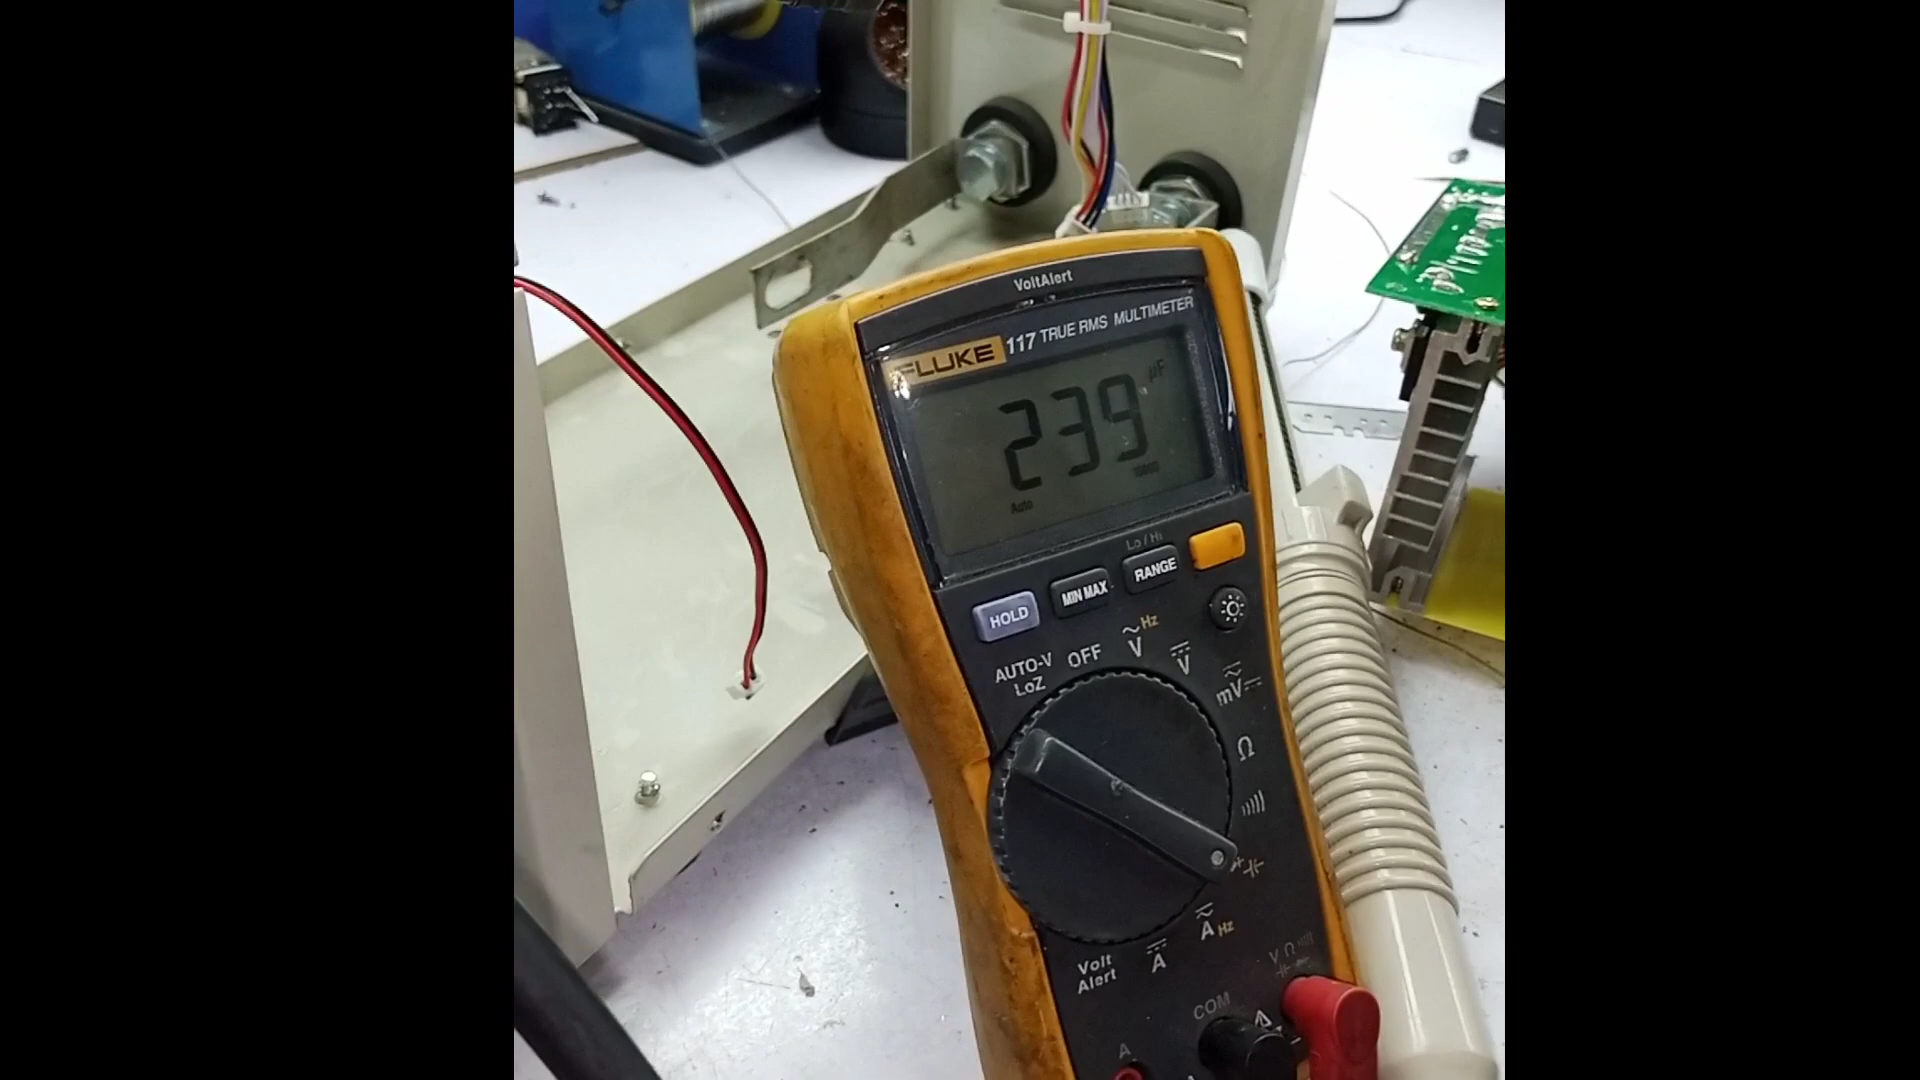 VoltAlert
FLUKE 117 TRUE RMS MULTIMETER
µF
239
Auto
Lo / Hi
HOLD MIN MAX RANGE
AUTO-V
LoZ
OFF
~ Hz
V
V
mV
Ω
A Hz
A
Volt
Alert
V Ω
COM
A